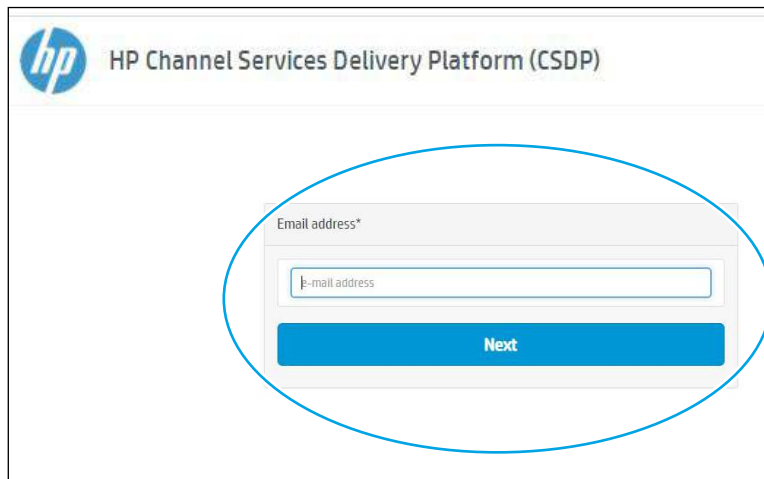 hp
HP Channel Services Delivery Platform (CSDP)
Email address*
e-mail address
Next